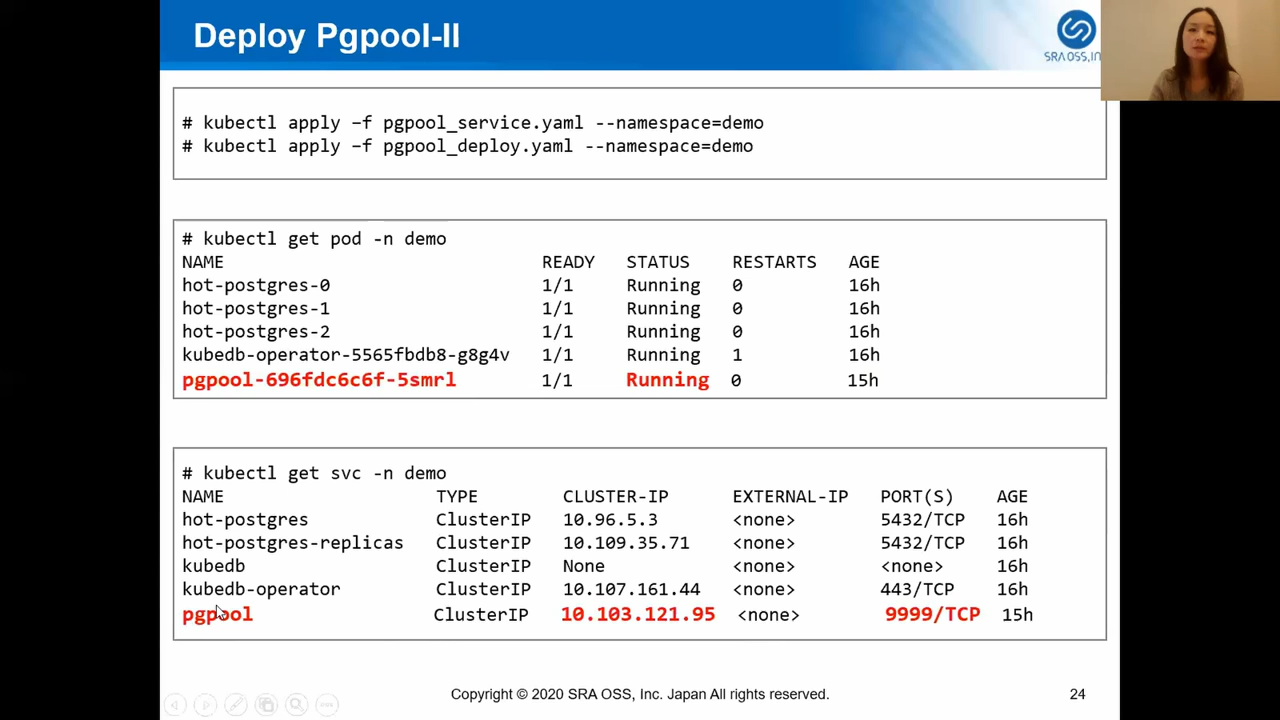 Deploy Pgpool-II
SRA OSS, In
# kubectl apply –f pgpool_service.yaml --namespace=demo
# kubectl apply –f pgpool_deploy.yaml --namespace=demo
# kubectl get pod -n demo
NAME READY STATUS RESTARTS AGE
hot-postgres-0 1/1 Running 0 16h
hot-postgres-1 1/1 Running 0 16h
hot-postgres-2 1/1 Running 0 16h
kubedb-operator-5565fbdb8-g8g4v 1/1 Running 1 16h
pgpool-696fdc6c6f-5smrl 1/1 Running 0 15h
# kubectl get svc -n demo
NAME TYPE CLUSTER-IP EXTERNAL-IP PORT(S) AGE
hot-postgres ClusterIP 10.96.5.3 <none> 5432/TCP 16h
hot-postgres-replicas ClusterIP 10.109.35.71 <none> 5432/TCP 16h
kubedb ClusterIP None <none> <none> 16h
kubedb-operator ClusterIP 10.107.161.44 <none> 443/TCP 16h
pgpool ClusterIP 10.103.121.95 <none> 9999/TCP 15h
Copyright © 2020 SRA OSS, Inc. Japan All rights reserved.
24